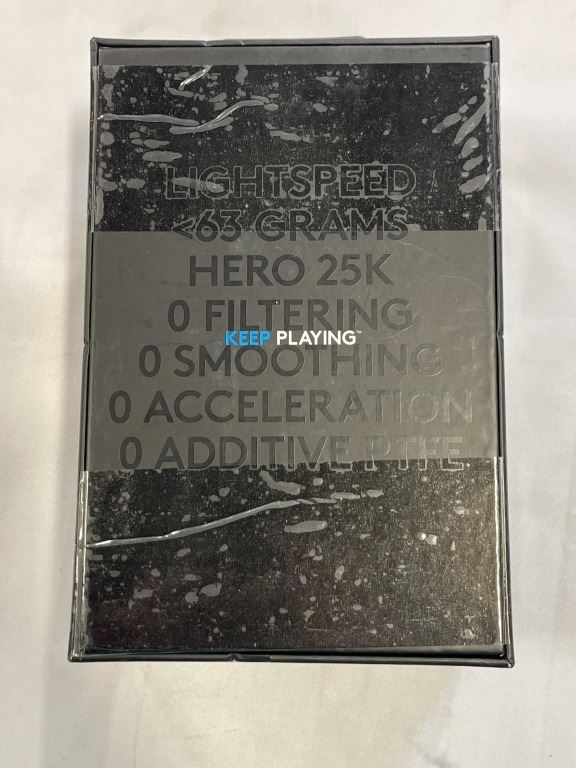 LIGHTSPEED
<63 GRAMS
HERO 25K
0 FILTERING
KEEP PLAYING™
0 SMOOTHING
0 ACCELERATION
0 ADDITIVE PTFE